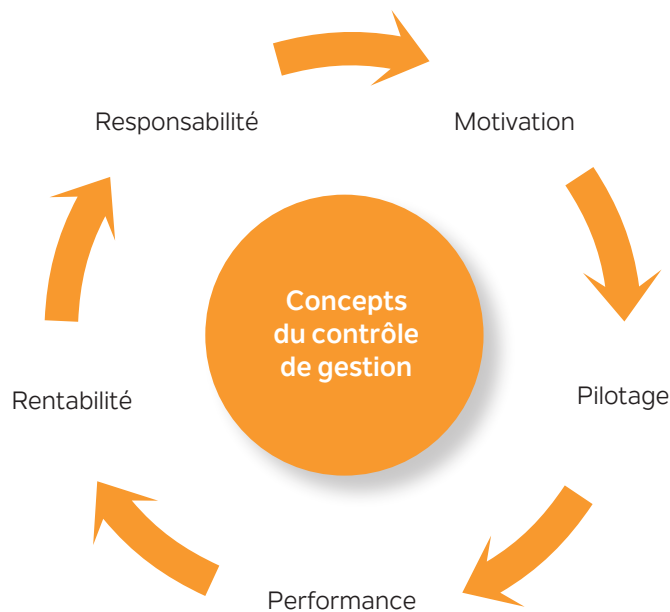 Responsabilité
Motivation
Concepts
du contrôle
de gestion
Rentabilité
Pilotage
Performance